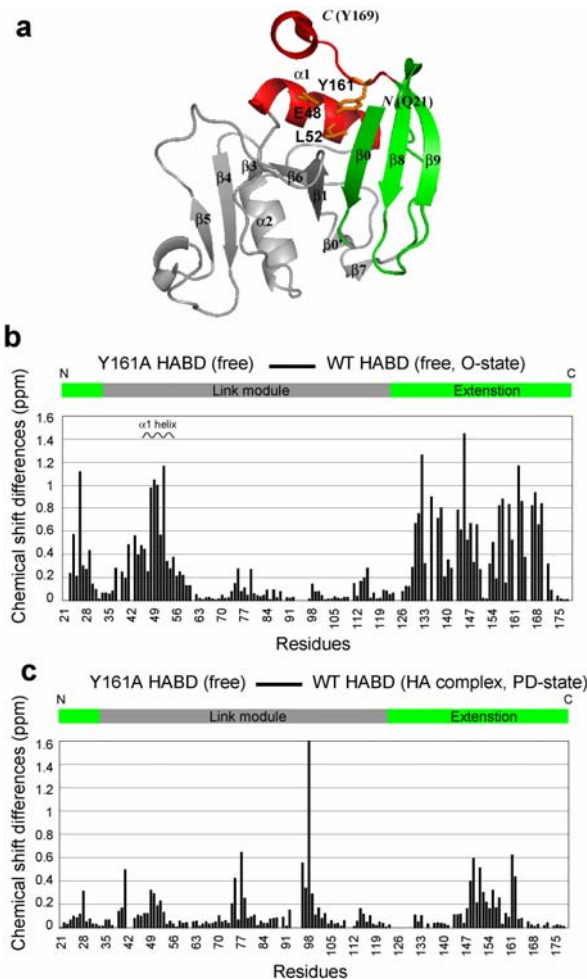 a
C (Y169)
α1
Y161
N (Q21)
E48
L52
β3
β4
β6
β0
β8
β9
β1
β5
α2
β0'
β7
b
Y161A HABD (free) WT HABD (free, O-state)
N C
Link module Extenstion
Chemical shift differences (ppm)
1.6
α1 helix
1.4
1.2
1
0.8
0.6
0.4
0.2
0
21 28 35 42 49 56 63 70 77 84 91 98 105 112 119 126 133 140 147 154 161 168 175
Residues
c
Y161A HABD (free) WT HABD (HA complex, PD-state)
N C
Link module Extenstion
Chemical shift differences (ppm)
1.6
1.4
1.2
1
0.8
0.6
0.4
0.2
0
21 28 35 42 49 56 63 70 77 84 91 98 105 112 119 126 133 140 147 154 161 168 175
Residues